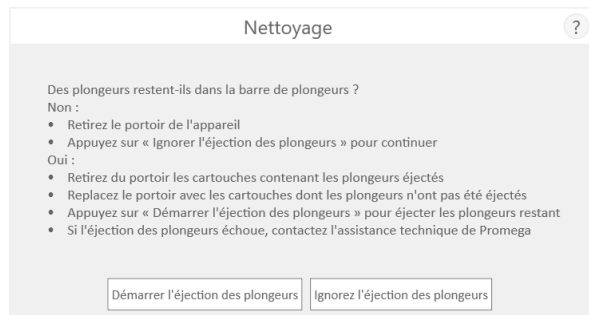 Nettoyage
?
Des plongeurs restent-ils dans la barre de plongeurs ?
Non :
• Retirez le portoir de l'appareil
• Appuyez sur « Ignorer l'éjection des plongeurs » pour continuer
Oui :
• Retirez du portoir les cartouches contenant les plongeurs éjectés
• Replacez le portoir avec les cartouches dont les plongeurs n'ont pas été éjectés
• Appuyez sur « Démarrer l'éjection des plongeurs » pour éjecter les plongeurs restant
• Si l'éjection des plongeurs échoue, contactez l'assistance technique de Promega
Démarrer l'éjection des plongeurs Ignorez l'éjection des plongeurs